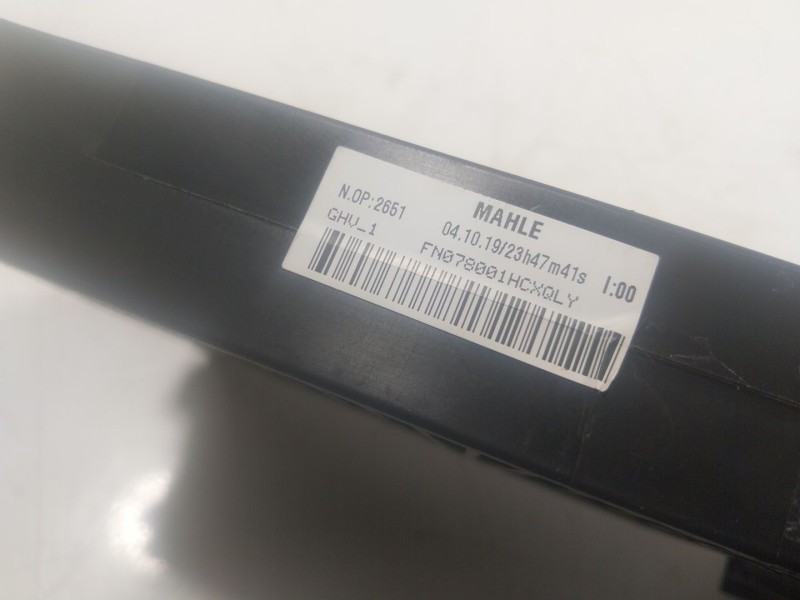 MAHLE
N.OP:2651 04.10.19/23h47m41s I:00
GHV_1 FN078001HCXQLY